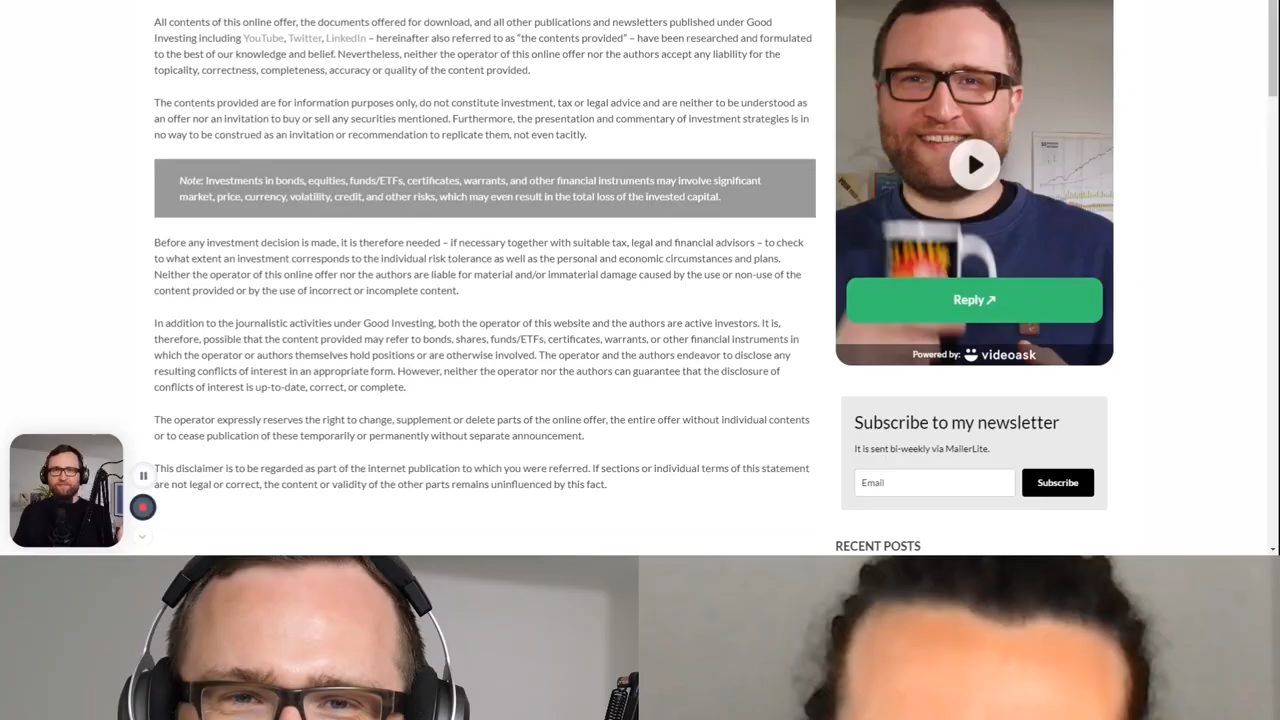 All contents of this online offer, the documents offered for download, and all other publications and newsletters published under Good
Investing including YouTube, Twitter, LinkedIn – hereinafter also referred to as “the contents provided” – have been researched and formulated
to the best of our knowledge and belief. Nevertheless, neither the operator of this online offer nor the authors accept any liability for the
topicality, correctness, completeness, accuracy or quality of the content provided.
The contents provided are for information purposes only, do not constitute investment, tax or legal advice and are neither to be understood as
an offer nor an invitation to buy or sell any securities mentioned. Furthermore, the presentation and commentary of investment strategies is in
no way to be construed as an invitation or recommendation to replicate them, not even tacitly.
Note: Investments in bonds, equities, funds/ETFs, certificates, warrants, and other financial instruments may involve significant
market, price, currency, volatility, credit, and other risks, which may even result in the total loss of the invested capital.
Before any investment decision is made, it is therefore needed – if necessary together with suitable tax, legal and financial advisors – to check
to what extent an investment corresponds to the individual risk tolerance as well as the personal and economic circumstances and plans.
Neither the operator of this online offer nor the authors are liable for material and/or immaterial damage caused by the use or non-use of the
content provided or by the use of incorrect or incomplete content.
In addition to the journalistic activities under Good Investing, both the operator of this website and the authors are active investors. It is,
therefore, possible that the content provided may refer to bonds, shares, funds/ETFs, certificates, warrants, or other financial instruments in
which the operator or authors themselves hold positions or are otherwise involved. The operator and the authors endeavor to disclose any
resulting conflicts of interest in an appropriate form. However, neither the operator nor the authors can guarantee that the disclosure of
conflicts of interest is up-to-date, correct, or complete.
The operator expressly reserves the right to change, supplement or delete parts of the online offer, the entire offer without individual contents
or to cease publication of these temporarily or permanently without separate announcement.
This disclaimer is to be regarded as part of the internet publication to which you were referred. If sections or individual terms of this statement
are not legal or correct, the content or validity of the other parts remains uninfluenced by this fact.
Reply ↗
Powered by: videoask
Subscribe to my newsletter
It is sent bi-weekly via MailerLite.
Email
Subscribe
RECENT POSTS